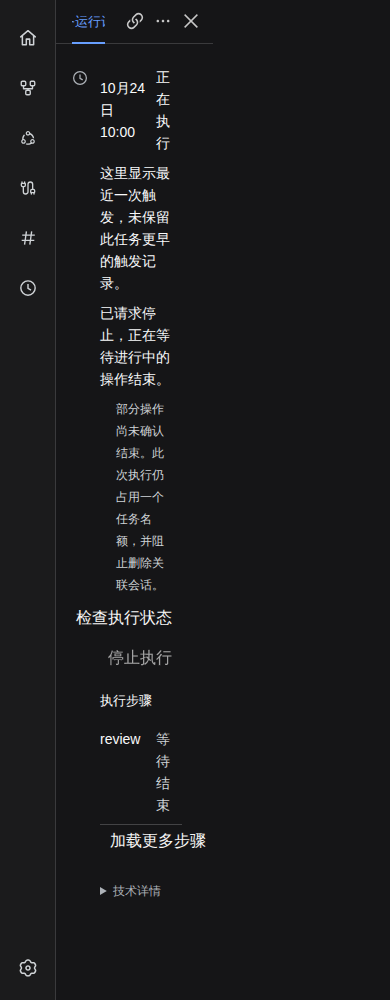 ·运行让
10月24
日
10:00
正
在
执
行
这里显示最
近一次触
发，未保留
此任务更早
的触发记
录。
已请求停
止，正在等
待进行中的
操作结束。
部分操作
尚未确认
结束。此
次执行仍
占用一个
任务名
额，并阻
止删除关
联会话。
检查执行状态
停止执行
执行步骤
review
等
待
结
束
加载更多步骤
技术详情